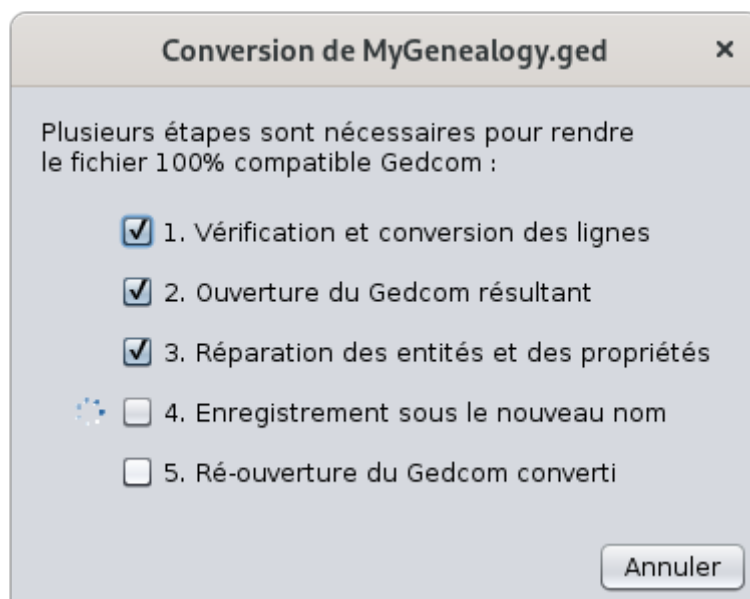 Conversion de MyGenealogy.ged
Plusieurs étapes sont nécessaires pour rendre
le fichier 100% compatible Gedcom :
1. Vérification et conversion des lignes
2. Ouverture du Gedcom résultant
3. Réparation des entités et des propriétés
4. Enregistrement sous le nouveau nom
5. Ré-ouverture du Gedcom converti
Annuler